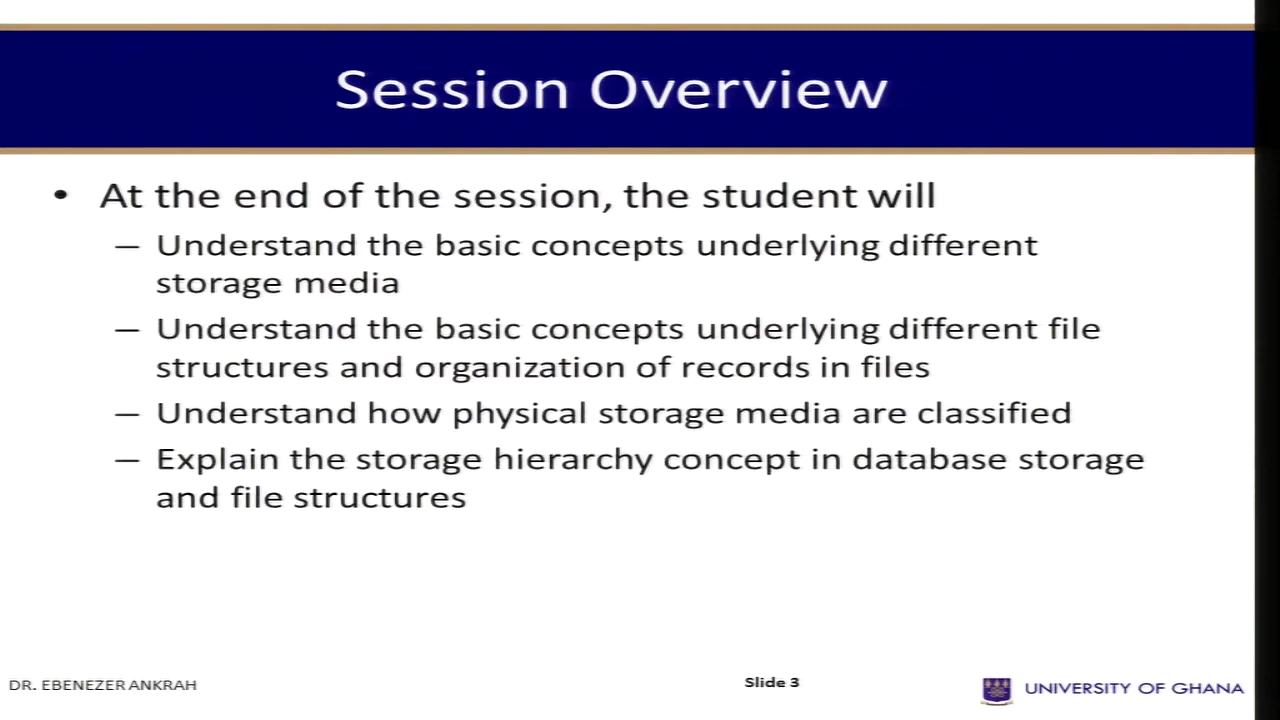 Session Overview
• At the end of the session, the student will
– Understand the basic concepts underlying different
storage media
– Understand the basic concepts underlying different file
structures and organization of records in files
– Understand how physical storage media are classified
– Explain the storage hierarchy concept in database storage
and file structures
DR. EBENEZER ANKRAH
Slide 3
UNIVERSITY OF GHANA